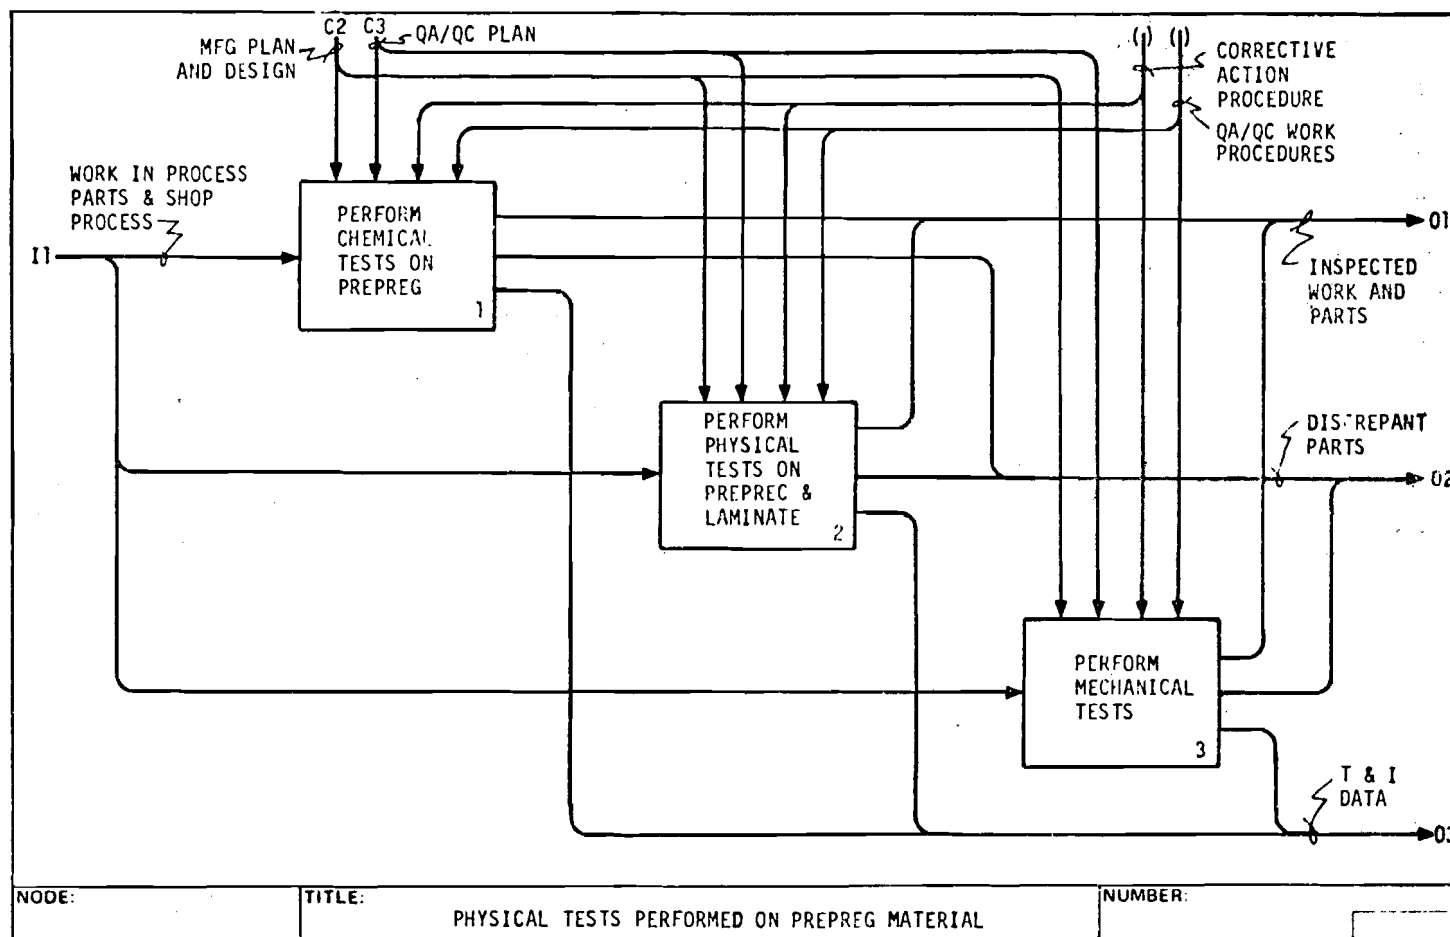 C2 C3
QA/QC PLAN
MFG PLAN
AND DESIGN
() ()
CORRECTIVE
ACTION
PROCEDURE
QA/QC WORK
PROCEDURES
WORK IN PROCESS
PARTS & SHOP
PROCESS
I1
PERFORM
CHEMICAL
TESTS ON
PREPREG
1
O1
INSPECTED
WORK AND
PARTS
PERFORM
PHYSICAL
TESTS ON
PREPREC &
LAMINATE
2
PARTS
O2
PERFORM
MECHANICAL
TESTS
3
T & I
DATA
O3
NODE:
TITLE:
PHYSICAL TESTS PERFORMED ON PREPREG MATERIAL
NUMBER: